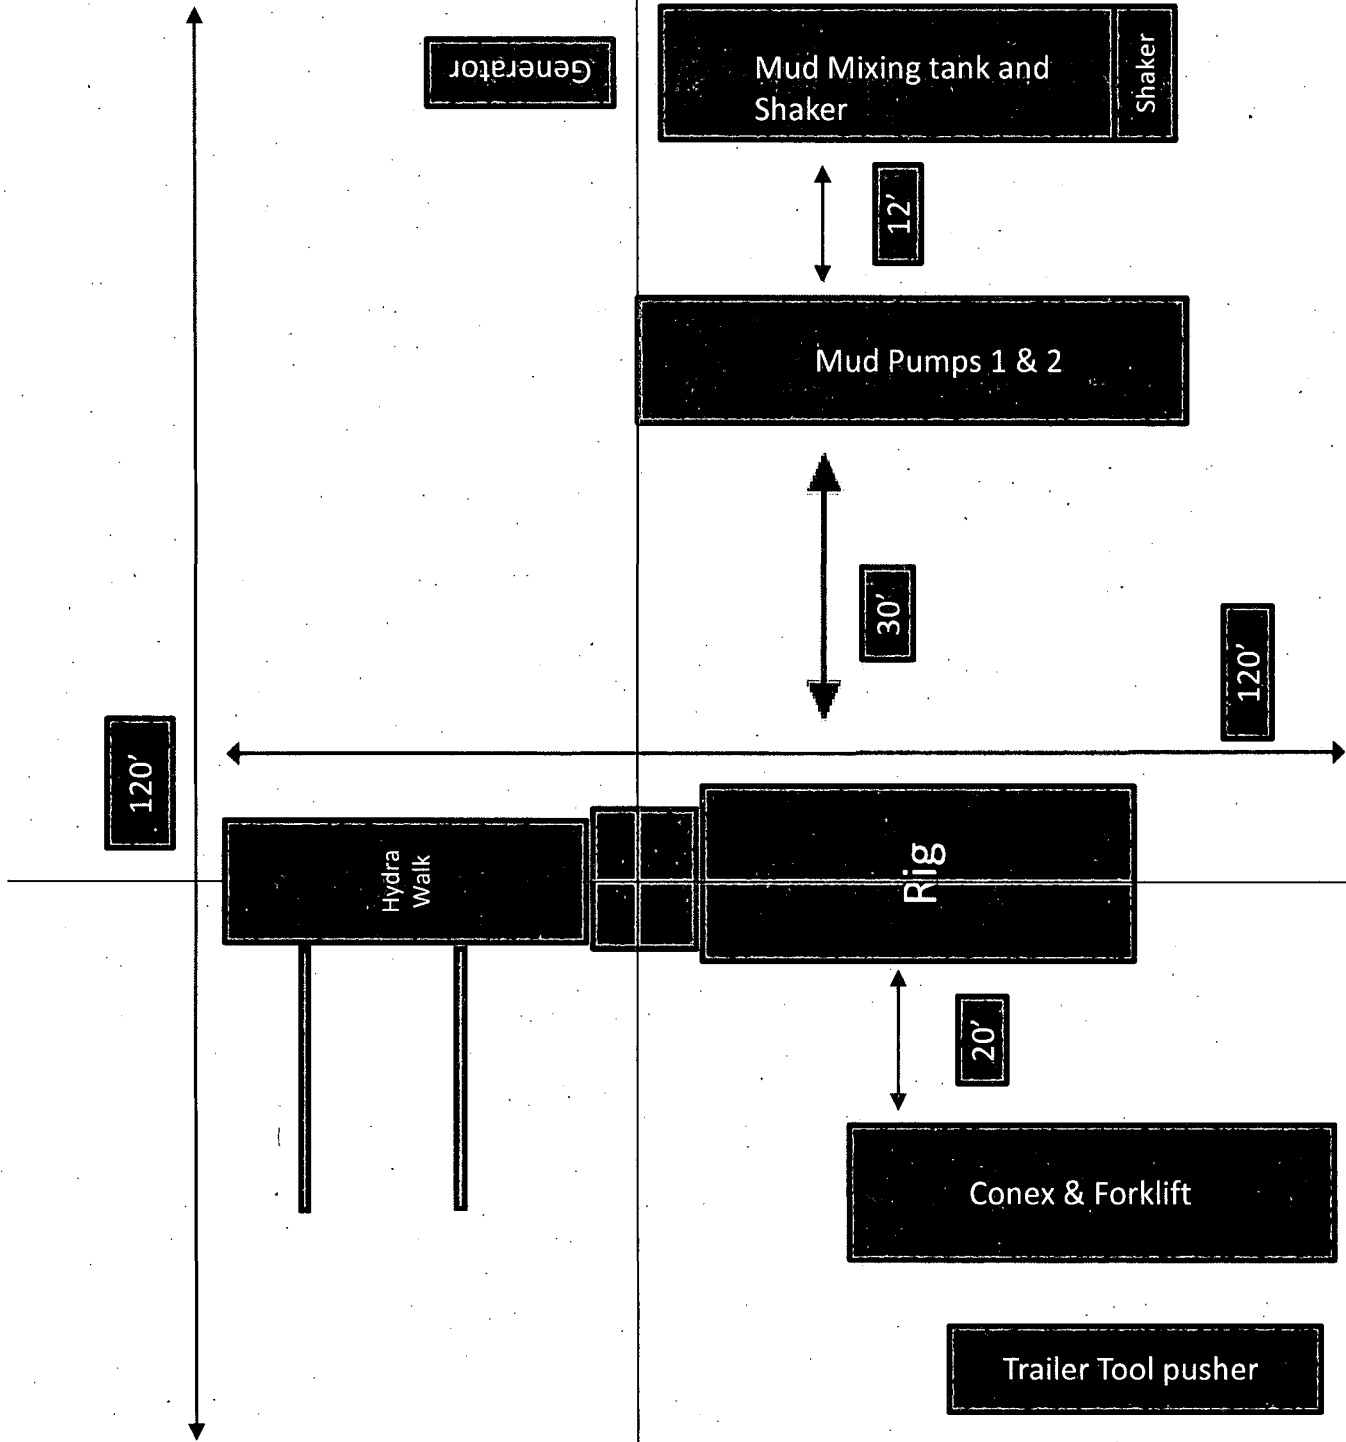 Generator
Mud Mixing tank and
Shaker
Shaker
12'
Mud Pumps 1 & 2
30'
120'
120'
Hydra
Walk
Rig
20'
Conex & Forklift
Trailer Tool pusher